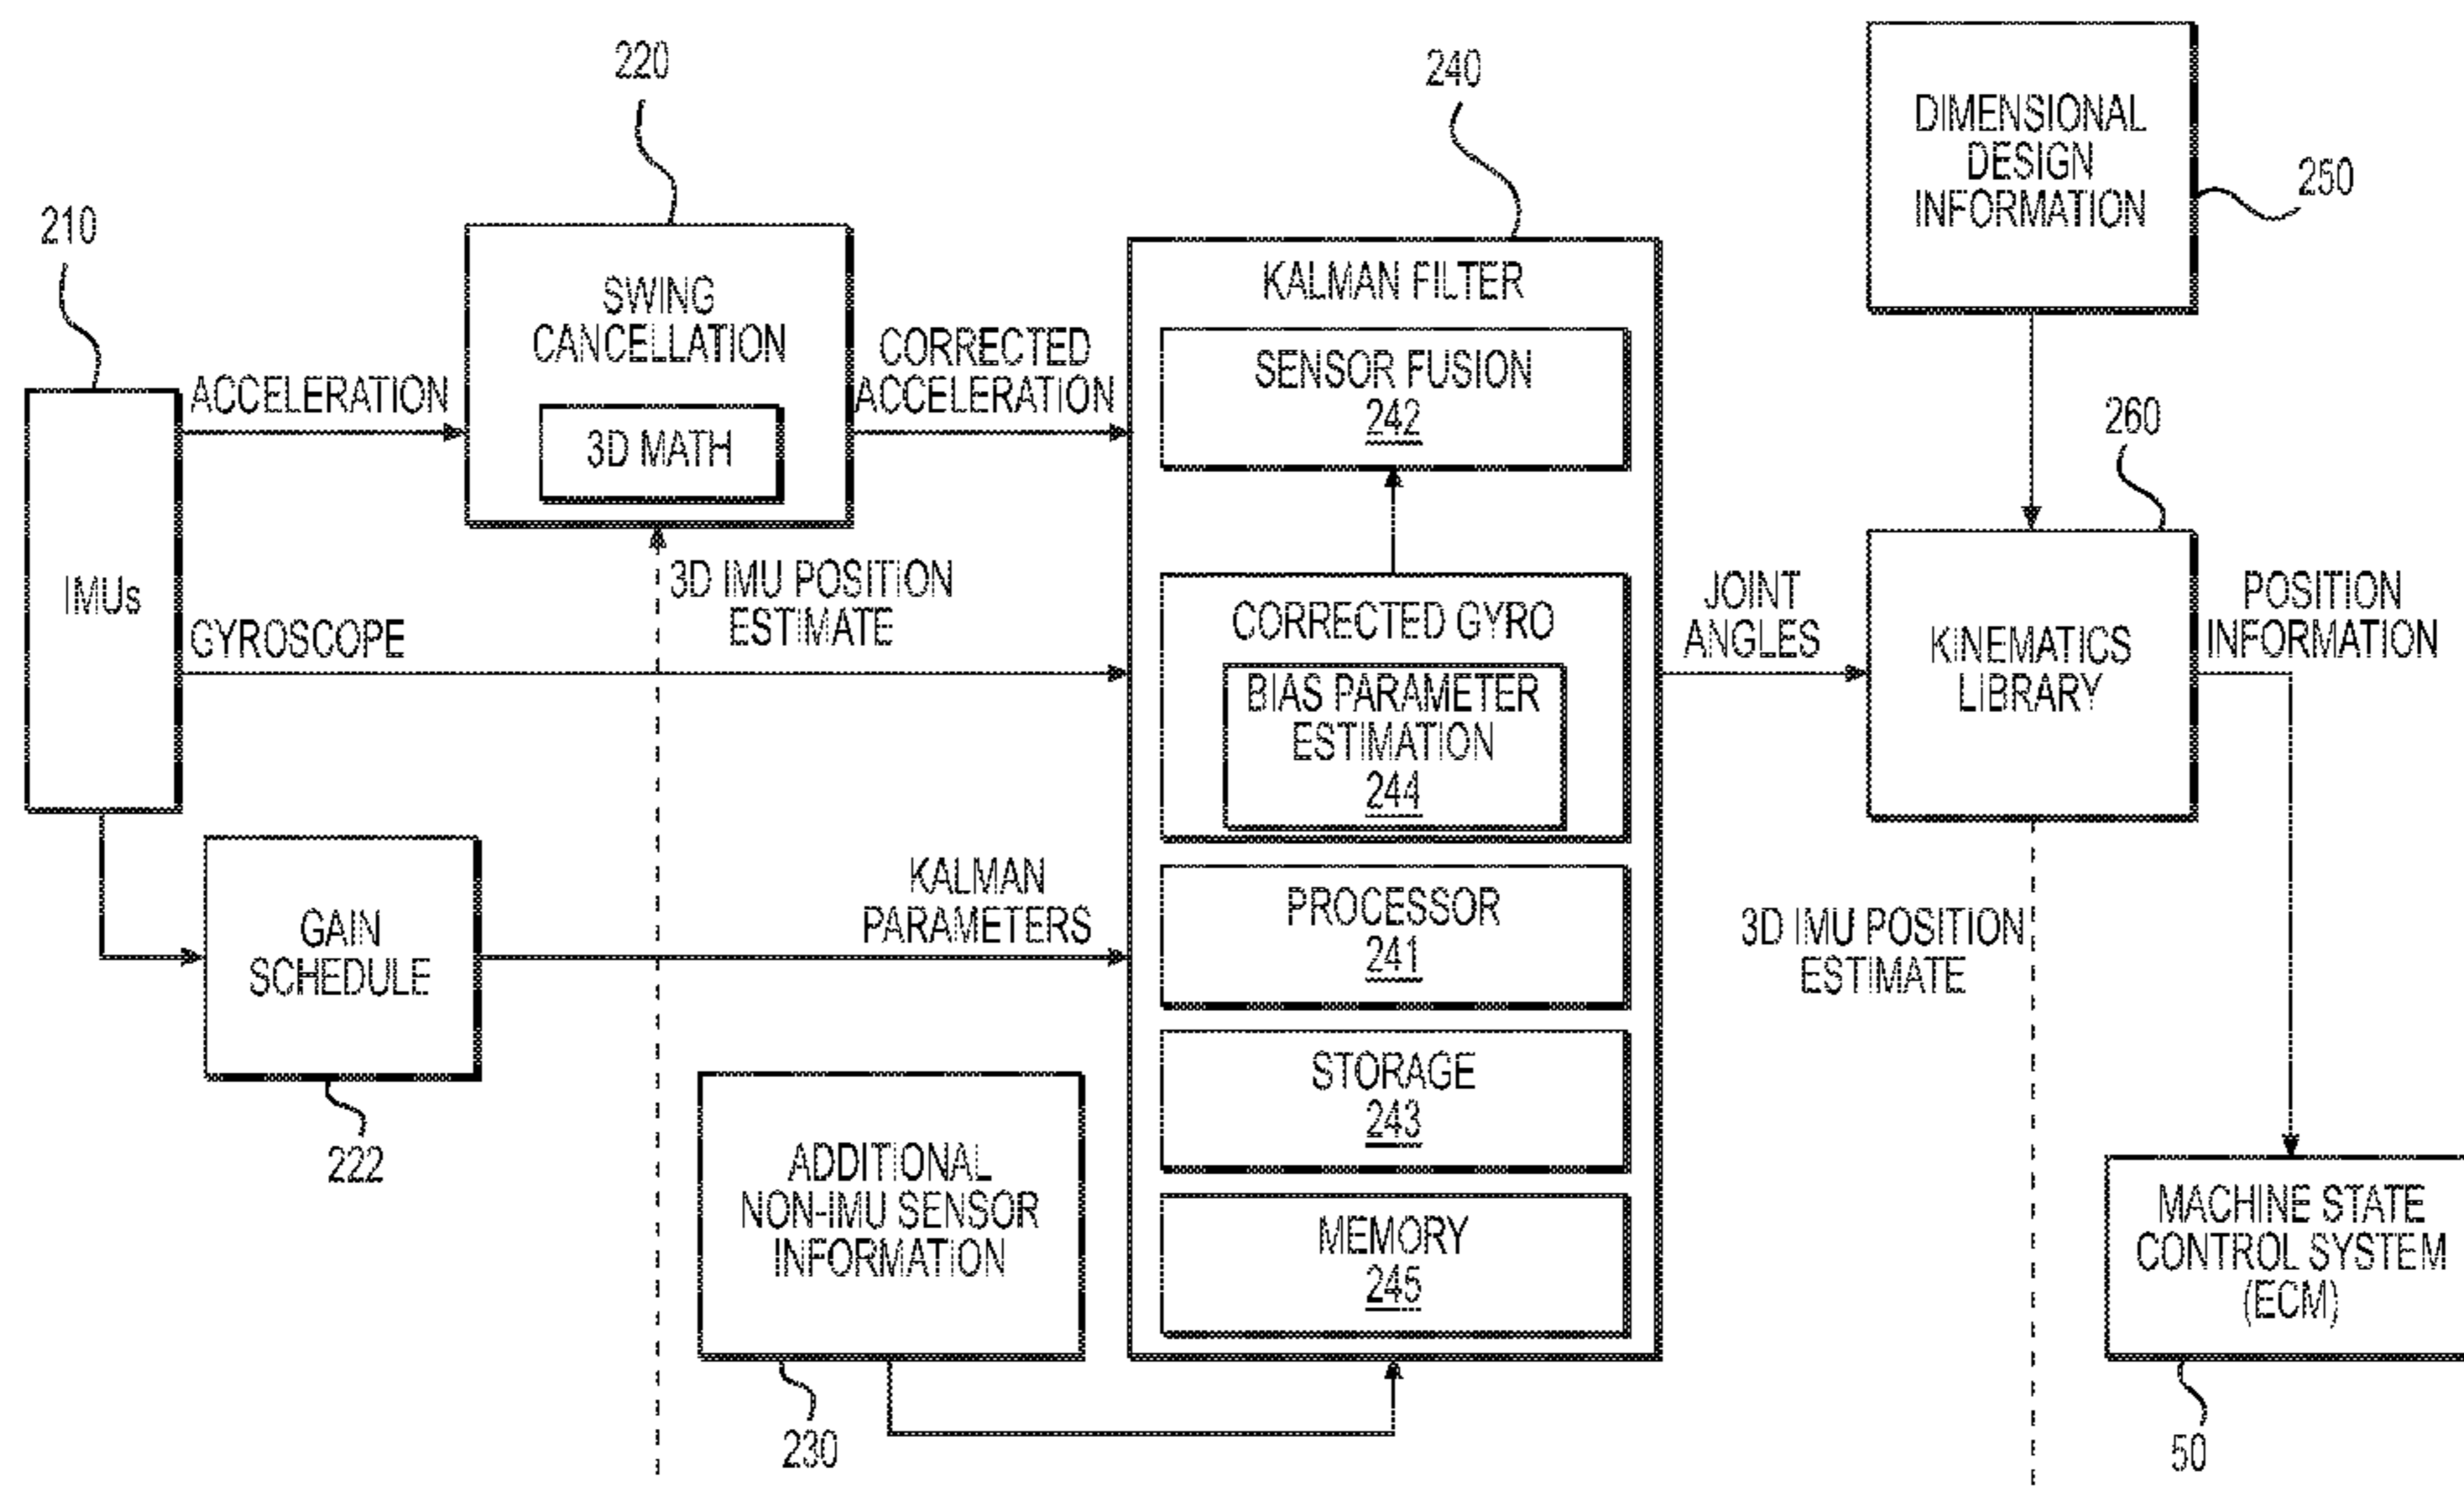 210
IMUs
ACCELERATION
GYROSCOPE
220
SWING
CANCELLATION
3D MATH
CORRECTED
ACCELERATION
3D IMU POSITION
ESTIMATE
GAIN
SCHEDULE
222
KALMAN
PARAMETERS
ADDITIONAL
NON-IMU SENSOR
INFORMATION
230
240
KALMAN FILTER
SENSOR FUSION
242
CORRECTED GYRO
BIAS PARAMETER
ESTIMATION
244
PROCESSOR
241
STORAGE
243
MEMORY
245
JOINT
ANGLES
DIMENSIONAL
DESIGN
INFORMATION
250
260
KINEMATICS
LIBRARY
POSITION
INFORMATION
3D IMU POSITION
ESTIMATE
MACHINE STATE
CONTROL SYSTEM
(ECM)
50